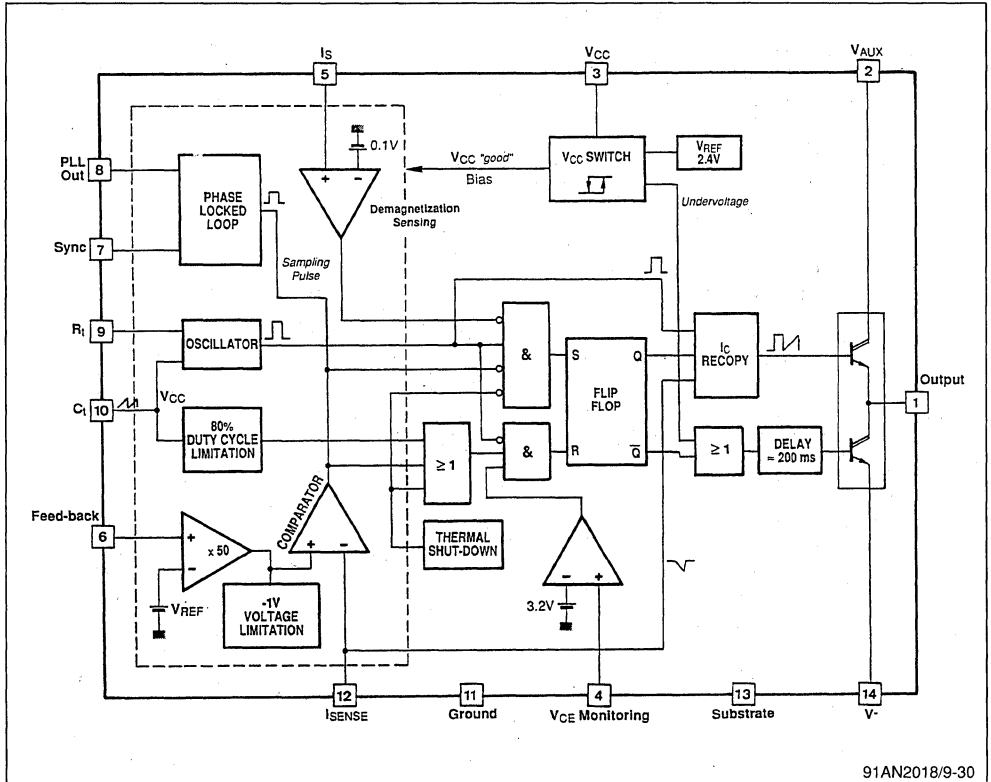 IS
VCC
VAUX
5
3
2
0.1V
VCC "good"
Bias
VCC SWITCH
VREF
2.4V
PLL
Out
8
PHASE
LOCKED
LOOP
+ −
Demagnetization
Sensing
Undervoltage
Sync
7
Sampling
Pulse
Rt
9
OSCILLATOR
&
S
Q
IC
RECOPY
FLIP
FLOP
Output
1
Ct
10
VCC
80%
DUTY CYCLE
LIMITATION
≥ 1
&
R
Q
≥ 1
DELAY
= 200 ms
COMPARATOR
Feed-back
6
+
−
x 50
+ −
THERMAL
SHUT-DOWN
− +
VREF
-1V
VOLTAGE
LIMITATION
3.2V
12
11
4
13
14
ISENSE
Ground
VCE Monitoring
Substrate
V-
91AN2018/9-30